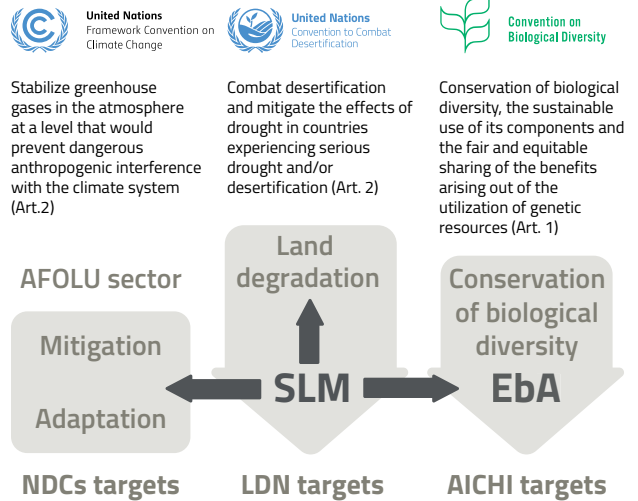 United Nations
Framework Convention on
Climate Change
United Nations
Convention to Combat
Desertification
Convention on
Biological Diversity
Stabilize greenhouse
gases in the atmosphere
at a level that would
prevent dangerous
anthropogenic interference
with the climate system
(Art.2)
Combat desertification
and mitigate the effects of
drought in countries
experiencing serious
drought and/or
desertification (Art. 2)
Conservation of biological
diversity, the sustainable
use of its components and
the fair and equitable
sharing of the benefits
arising out of the
utilization of genetic
resources (Art. 1)
AFOLU sector
Mitigation
Adaptation
NDCs targets
Land
degradation
SLM
LDN targets
Conservation
of biological
diversity
EbA
AICHI targets